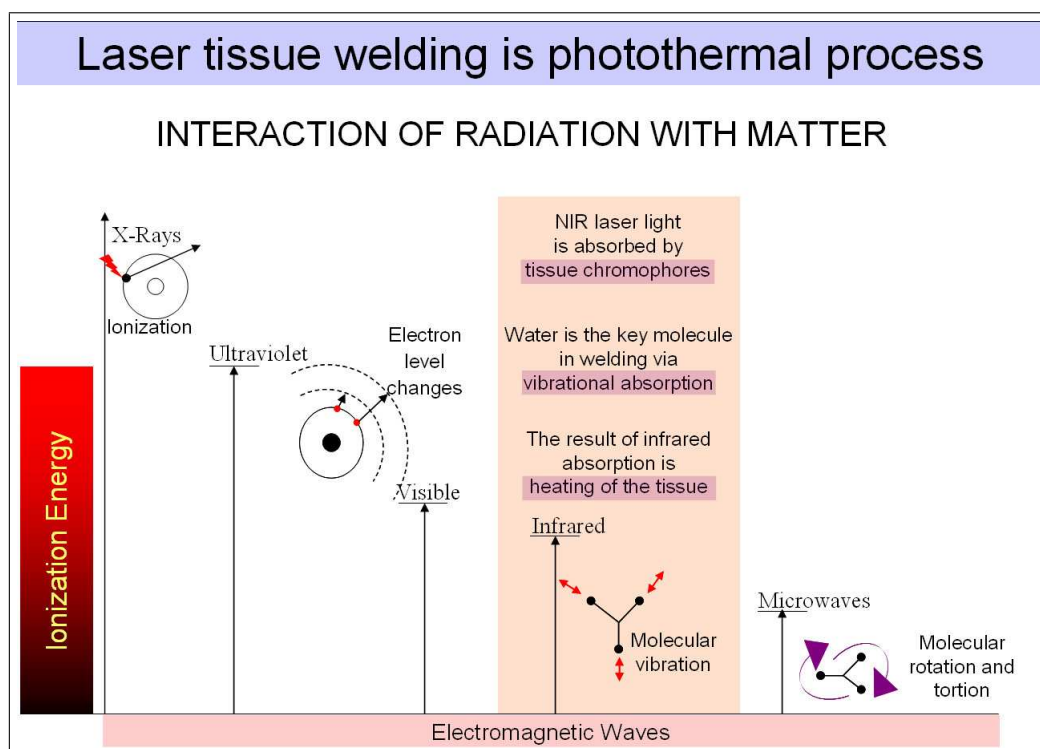 Laser tissue welding is photothermal process
INTERACTION OF RADIATION WITH MATTER
X-Rays
Ionization
Ultraviolet
Electron
level
changes
Visible
NIR laser light
is absorbed by
tissue chromophores
Water is the key molecule
in welding via
vibrational absorption
The result of infrared
absorption is
heating of the tissue
Infrared
Molecular
vibration
Microwaves
Molecular
rotation and
tortion
Ionization Energy
Electromagnetic Waves